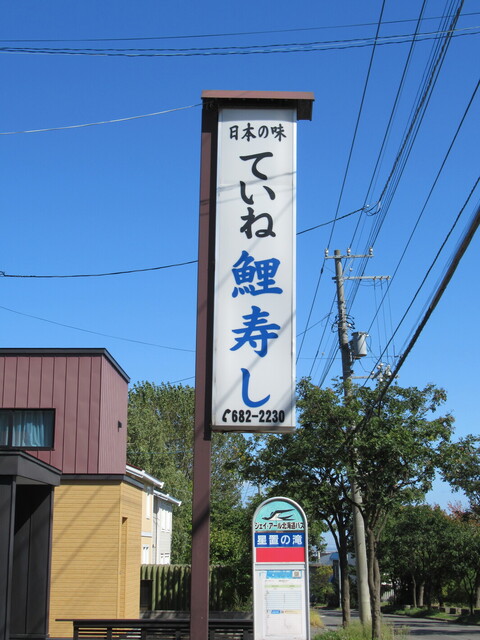 日本の味
ていね
鯉寿し
682-2230
ジェイ・アール北海道バス
星置の滝